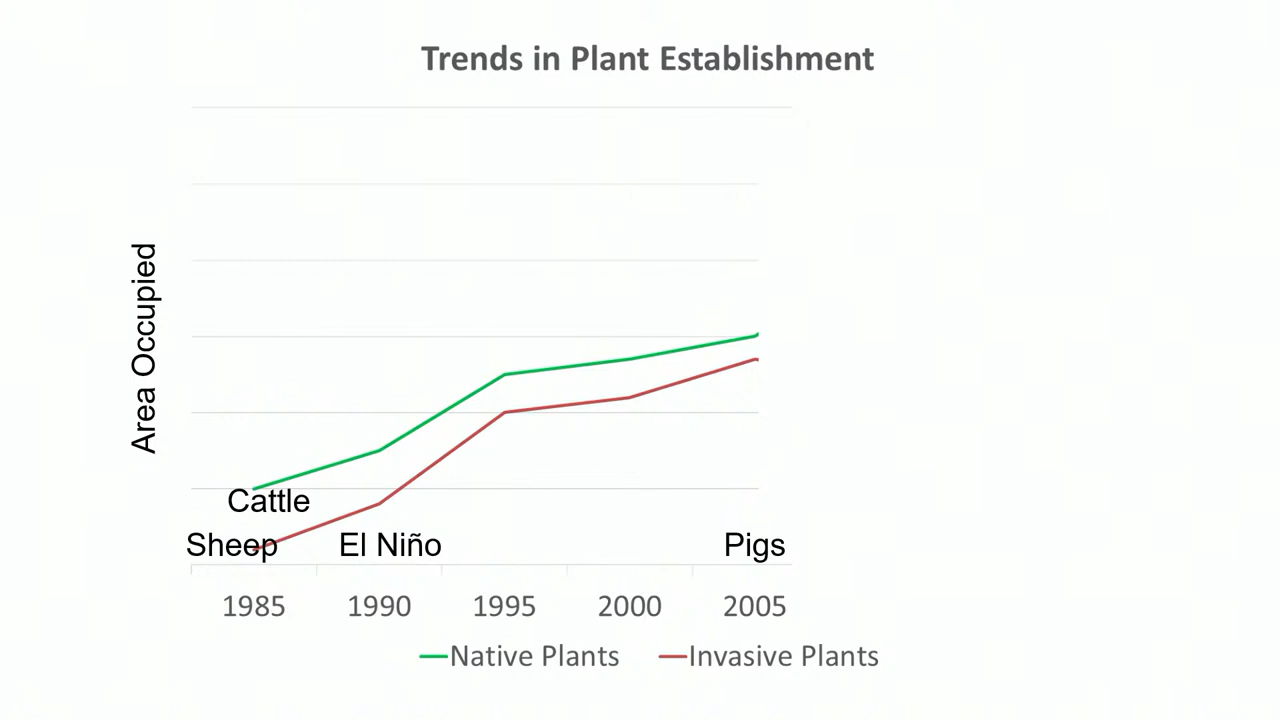 Trends in Plant Establishment
Area Occupied
Cattle
Sheep
El Niño
Pigs
1985
1990
1995
2000
2005
Native Plants
Invasive Plants